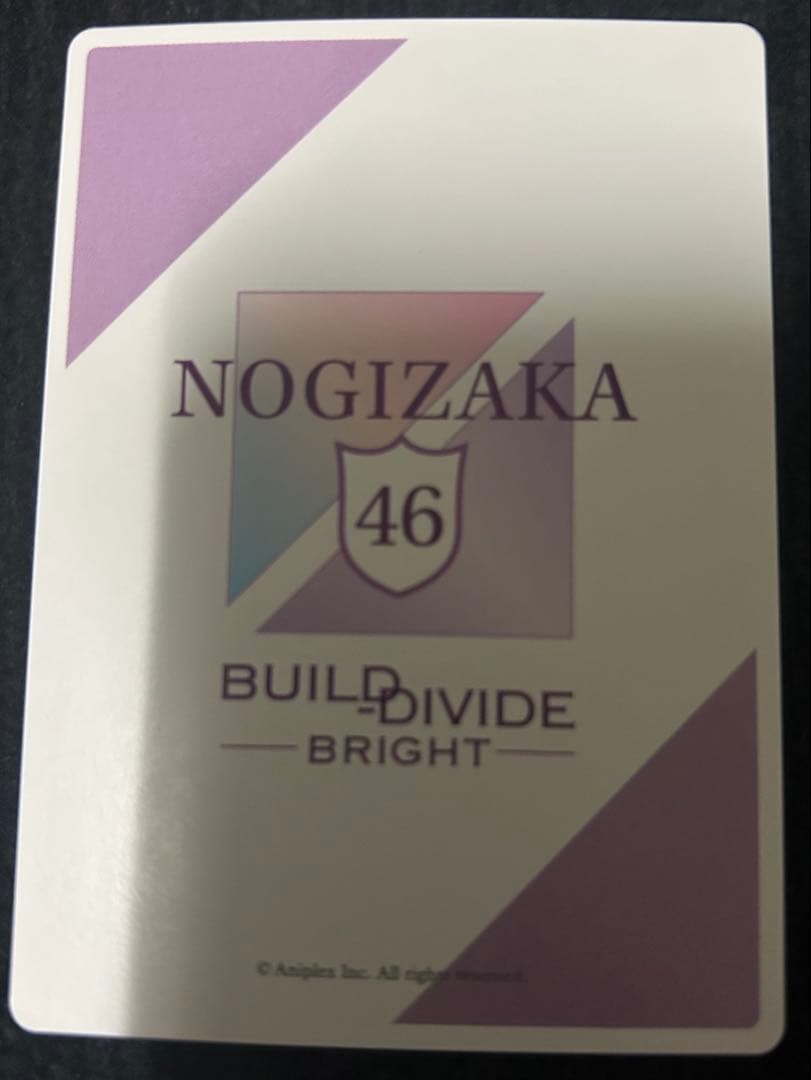 NOGIZAKA
46
BUILD-DIVIDE
BRIGHT
© Aniplex Inc. All rights reserved.